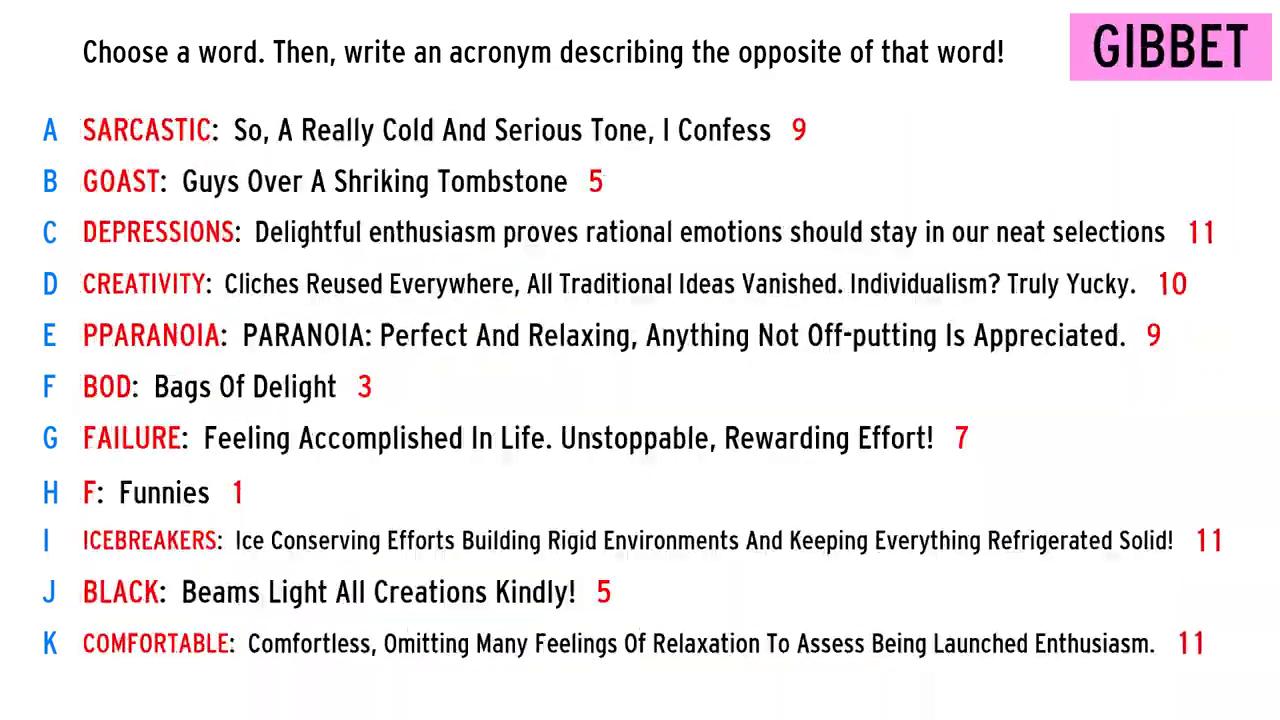 Choose a word. Then, write an acronym describing the opposite of that word!
GIBBET
A SARCASTIC: So, A Really Cold And Serious Tone, I Confess 9
B GOAST: Guys Over A Shriking Tombstone 5
C DEPRESSIONS: Delightful enthusiasm proves rational emotions should stay in our neat selections 11
D CREATIVITY: Cliches Reused Everywhere, All Traditional Ideas Vanished. Individualism? Truly Yucky. 10
E PPARANOIA: PARANOIA: Perfect And Relaxing, Anything Not Off-putting Is Appreciated. 9
F BOD: Bags Of Delight 3
G FAILURE: Feeling Accomplished In Life. Unstoppable, Rewarding Effort! 7
H F: Funnies 1
I ICEBREAKERS: Ice Conserving Efforts Building Rigid Environments And Keeping Everything Refrigerated Solid! 11
J BLACK: Beams Light All Creations Kindly! 5
K COMFORTABLE: Comfortless, Omitting Many Feelings Of Relaxation To Assess Being Launched Enthusiasm. 11